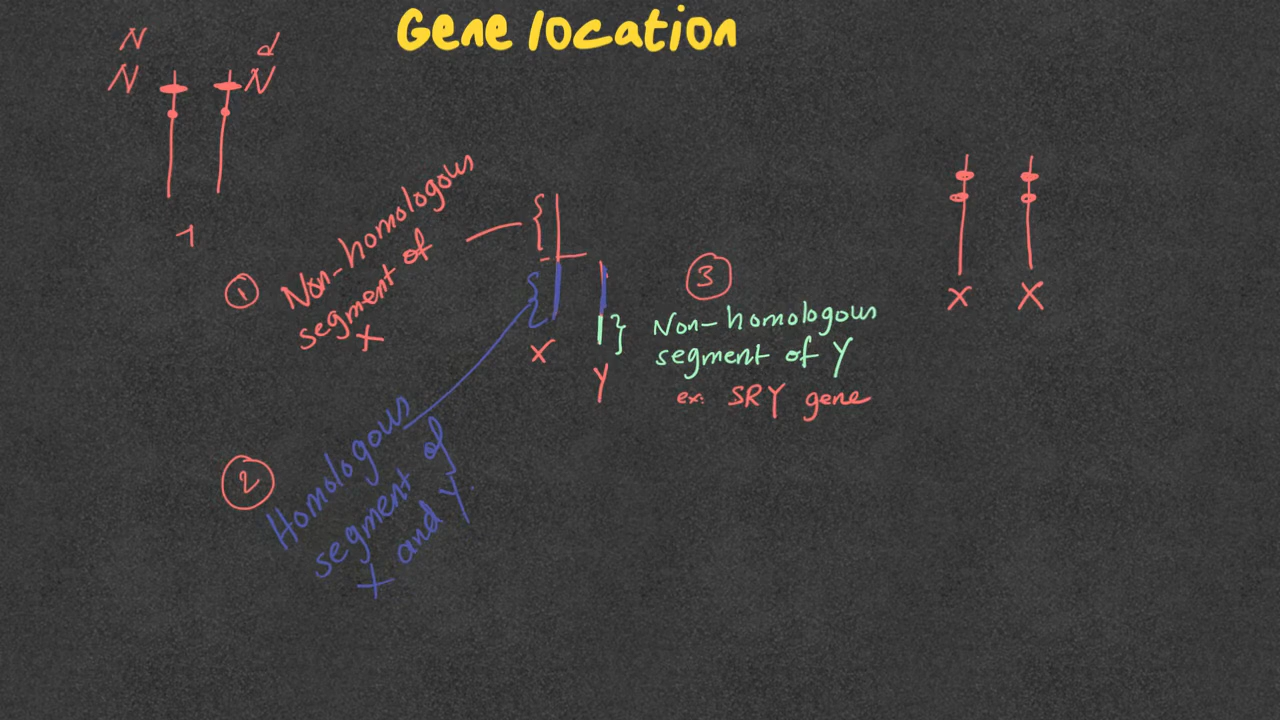 Gene location
N
d
N
N
1
① Non-homologous
segment of
X
② Homologous
segment of
X and Y
X
Y
③ Non-homologous
segment of Y
ex: SRY gene
X
X